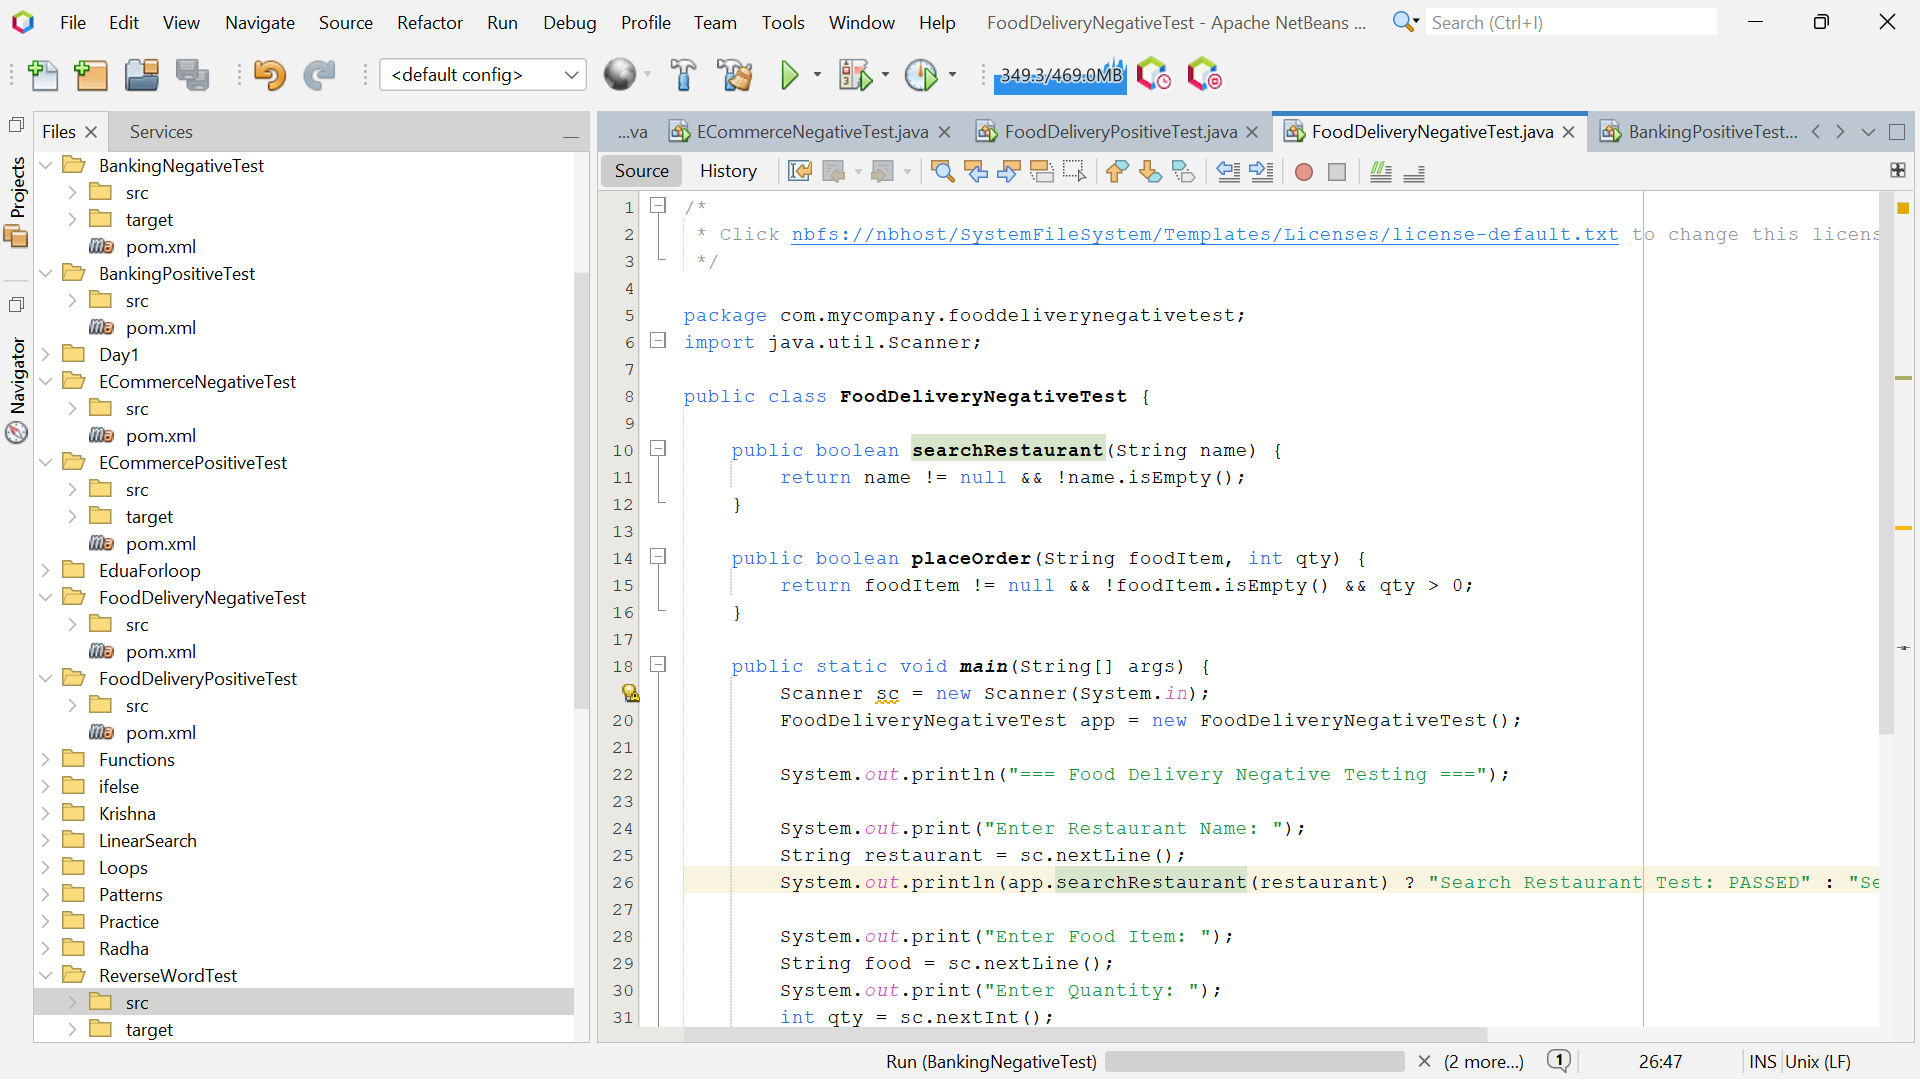 File Edit View Navigate Source Refactor Run Debug Profile Team Tools Window Help FoodDeliveryNegativeTest - Apache NetBeans ... Search (Ctrl+I)
<default config> 349.3/469.0MB
Files Services
...va ECommerceNegativeTest.java FoodDeliveryPositiveTest.java FoodDeliveryNegativeTest.java BankingPositiveTest...
Source History
Projects
Navigator
BankingNegativeTest
src
target
pom.xml
BankingPositiveTest
src
pom.xml
Day1
ECommerceNegativeTest
src
pom.xml
ECommercePositiveTest
src
target
pom.xml
EduaForloop
FoodDeliveryNegativeTest
src
pom.xml
FoodDeliveryPositiveTest
src
pom.xml
Functions
ifelse
Krishna
LinearSearch
Loops
Patterns
Practice
Radha
ReverseWordTest
src
target
1 /*
2 * Click nbfs://nbhost/SystemFileSystem/Templates/Licenses/license-default.txt to change this licens
3 */
4
5 package com.mycompany.fooddeliverynegativetest;
6 import java.util.Scanner;
7
8 public class FoodDeliveryNegativeTest {
9
10 public boolean searchRestaurant(String name) {
11 return name != null && !name.isEmpty();
12 }
13
14 public boolean placeOrder(String foodItem, int qty) {
15 return foodItem != null && !foodItem.isEmpty() && qty > 0;
16 }
17
18 public static void main(String[] args) {
Scanner sc = new Scanner(System.in);
20 FoodDeliveryNegativeTest app = new FoodDeliveryNegativeTest();
21
22 System.out.println("=== Food Delivery Negative Testing ===");
23
24 System.out.print("Enter Restaurant Name: ");
25 String restaurant = sc.nextLine();
26 System.out.println(app.searchRestaurant(restaurant) ? "Search Restaurant Test: PASSED" : "Se
27
28 System.out.print("Enter Food Item: ");
29 String food = sc.nextLine();
30 System.out.print("Enter Quantity: ");
31 int qty = sc.nextInt();
Run (BankingNegativeTest) (2 more...) 1 26:47 INS Unix (LF)